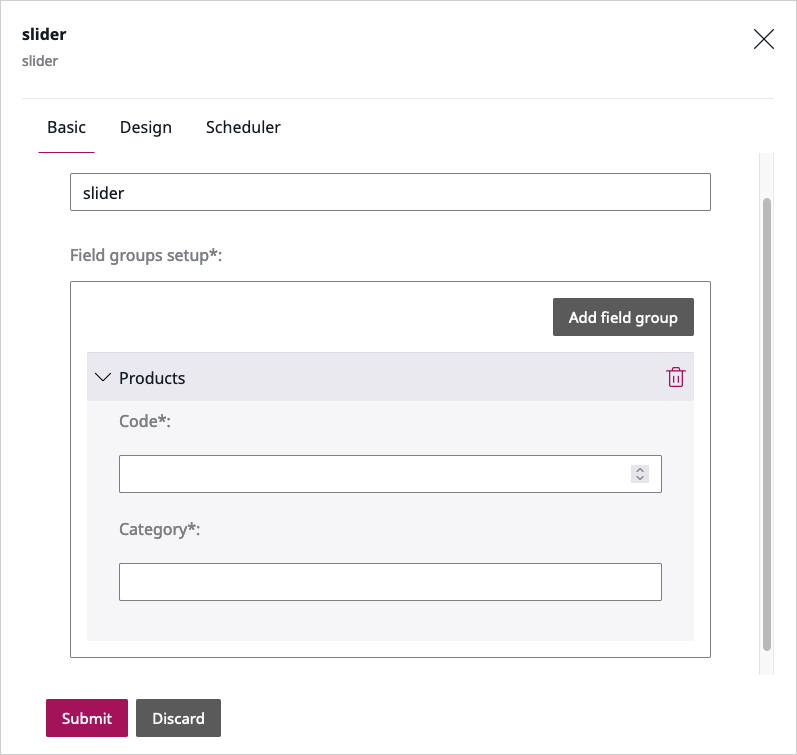 slider
slider
Basic Design Scheduler
slider
Field groups setup*:
Add field group
Products
Code*:
Category*:
Submit Discard